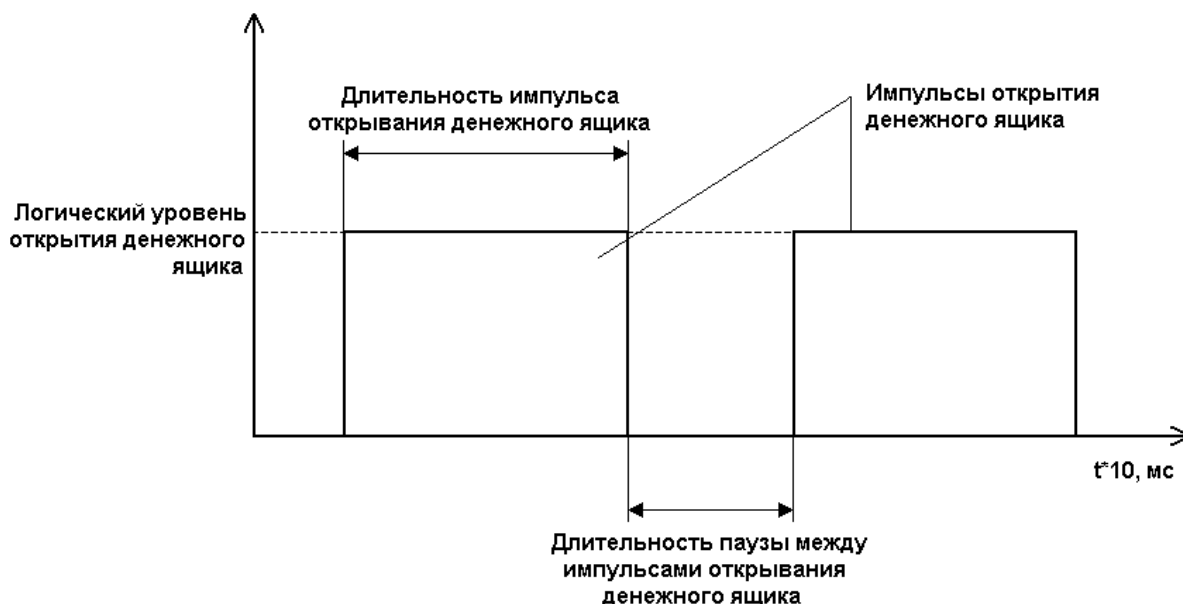 Длительность импульса
открывания денежного ящика
Импульсы открытия
денежного ящика
Логический уровень
открытия денежного
ящика
t*10, мс
Длительность паузы между
импульсами открывания
денежного ящика